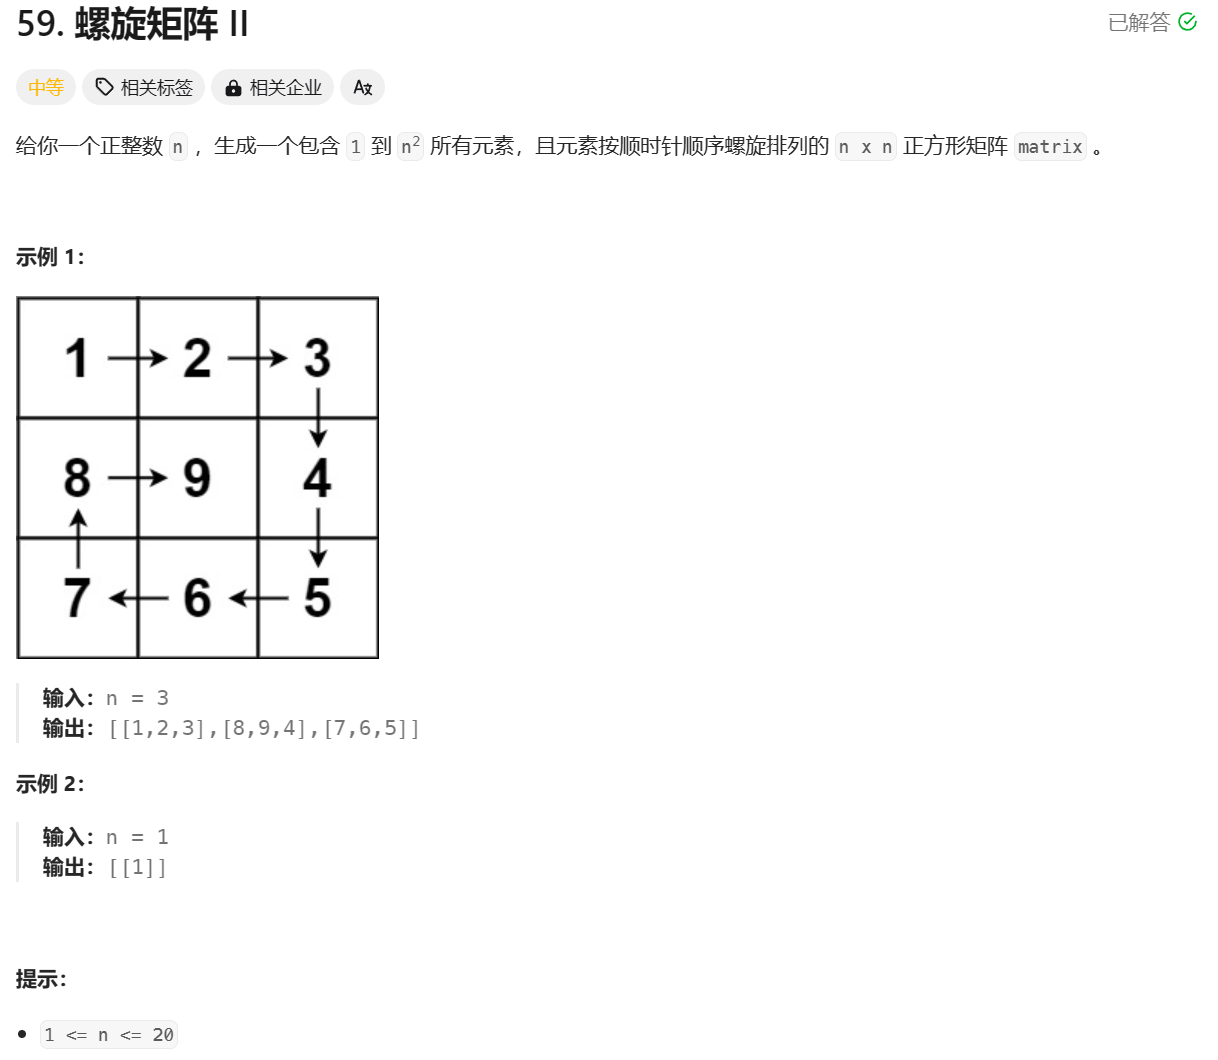 59. 螺旋矩阵 II
已解答
中等 相关标签 相关企业
给你一个正整数 n ，生成一个包含 1 到 n² 所有元素，且元素按顺时针顺序螺旋排列的 n x n 正方形矩阵 matrix 。
示例 1：
1 2 3
8 9 4
7 6 5
输入：n = 3
输出：[[1,2,3],[8,9,4],[7,6,5]]
示例 2：
输入：n = 1
输出：[[1]]
提示：
1 <= n <= 20